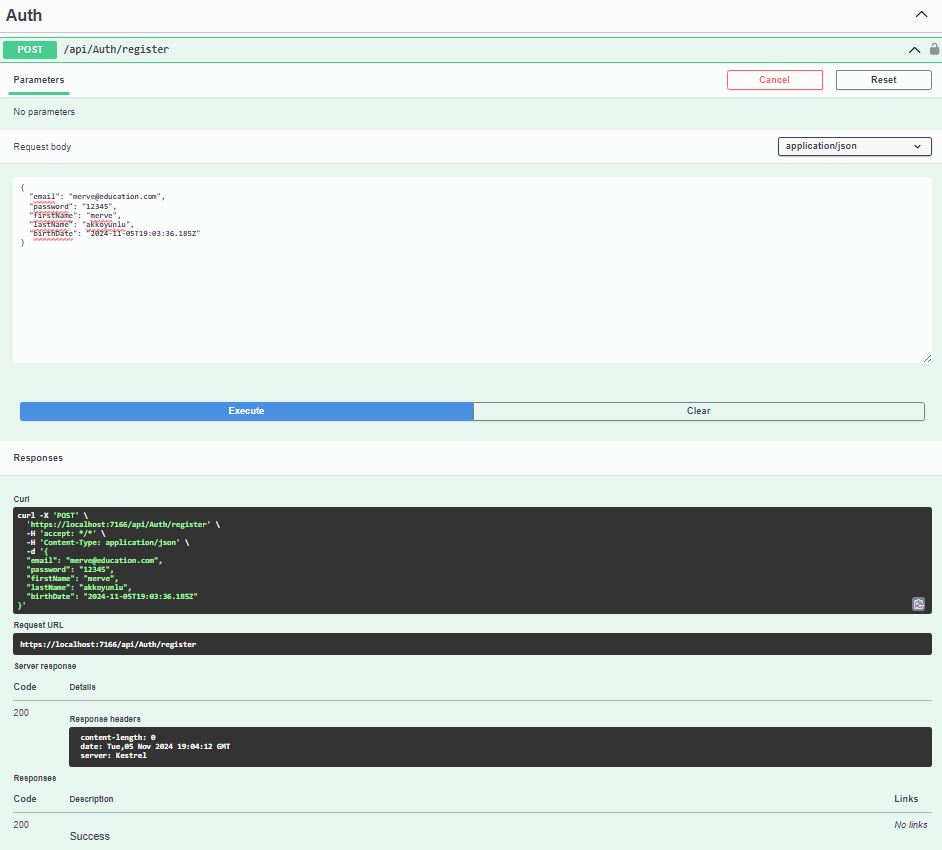 Auth
POST /api/Auth/register
Parameters Cancel Reset
No parameters
Request body application/json
{
"email": "merve@education.com",
"password": "12345",
"firstName": "merve",
"lastName": "akkoyunlu",
"birthDate": "2024-11-05T19:03:36.185Z"
}
Execute Clear
Responses
Curl
curl -X 'POST' \
'https://localhost:7166/api/Auth/register' \
-H 'accept: */*' \
-H 'Content-Type: application/json' \
-d '{
"email": "merve@education.com",
"password": "12345",
"firstName": "merve",
"lastName": "akkoyunlu",
"birthDate": "2024-11-05T19:03:36.185Z"
}'
Request URL
https://localhost:7166/api/Auth/register
Server response
Code Details
200
Response headers
content-length: 0
date: Tue,05 Nov 2024 19:04:12 GMT
server: Kestrel
Responses
Code Description Links
200 No links
Success